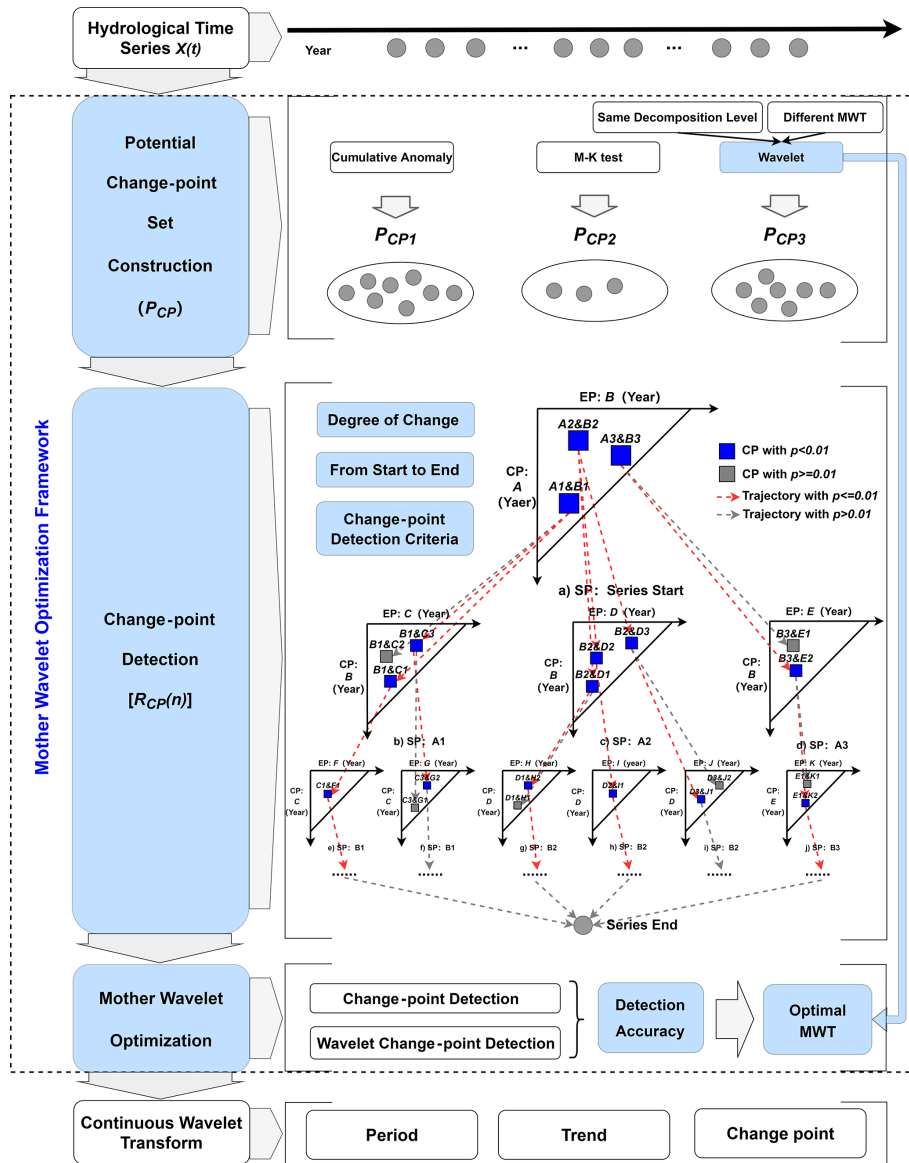 Hydrological Time
Series X(t)
Year
...
...
Mother Wavelet Optimization Framework
Potential
Change-point
Set
Construction
(PCP)
Same Decomposition Level
Different MWT
Cumulative Anomaly
M-K test
Wavelet
PCP1
PCP2
PCP3
Change-point
Detection
[RCP(n)]
Degree of Change
From Start to End
Change-point
Detection Criteria
EP: B (Year)
CP:
A
(Yaer)
A2&B2
A3&B3
A1&B1
CP with p<0.01
CP with p>=0.01
Trajectory with p<=0.01
Trajectory with p>0.01
a) SP: Series Start
EP: C (Year)
CP:
B
(Year)
B1&C3
B1&C2
B1&C1
b) SP: A1
EP: D (Year)
CP:
B
(Year)
B2&D3
B2&D2
B2&D1
c) SP: A2
EP: E (Year)
CP:
B
(Year)
B3&E1
B3&E2
d) SP: A3
EP: F (Year)
CP:
C
(Year)
C1&F1
e) SP: B1
......
EP: G (Year)
CP:
C
(Year)
C3&G2
C3&G1
f) SP: B1
......
EP: H (Year)
CP:
D
(Year)
D1&H2
D1&H1
g) SP: B2
......
EP: I (Year)
CP:
D
(Year)
D2&I1
h) SP: B2
......
EP: J (Year)
CP:
D
(Year)
D3&J2
D3&J1
i) SP: B2
......
EP: K (Year)
CP:
E
(Year)
E1&K1
E1&K2
j) SP: B3
......
Series End
Mother Wavelet
Optimization
Change-point Detection
Wavelet Change-point Detection
Detection
Accuracy
Optimal
MWT
Continuous Wavelet
Transform
Period
Trend
Change point